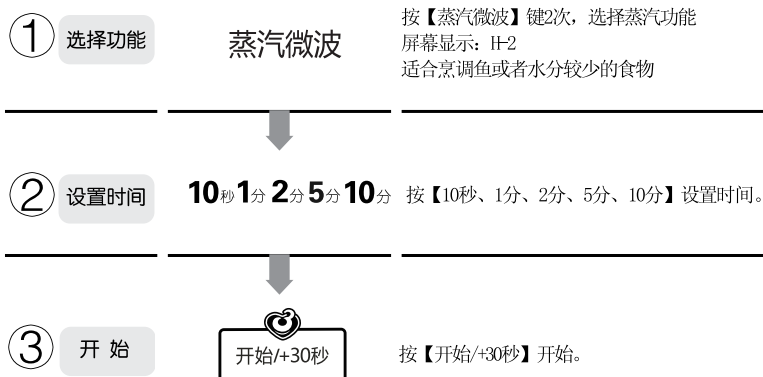 ① 选择功能
蒸汽微波
按【蒸汽微波】键2次，选择蒸汽功能
屏幕显示：H-2
适合烹调鱼或者水分较少的食物
② 设置时间
10秒1分2分5分10分
按【10秒、1分、2分、5分、10分】设置时间。
③ 开 始
开始/+30秒
按【开始/+30秒】开始。